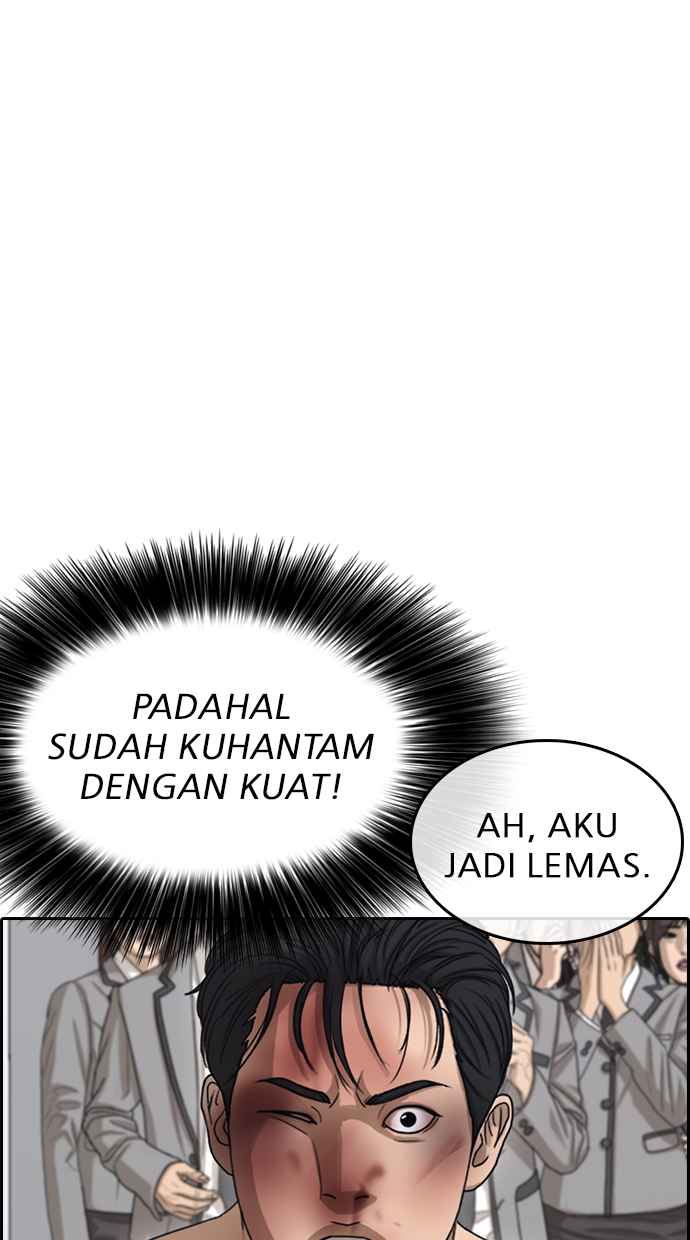 PADAHAL
SUDAH KUHANTAM
DENGAN KUAT!
AH, AKU
JADI LEMAS.